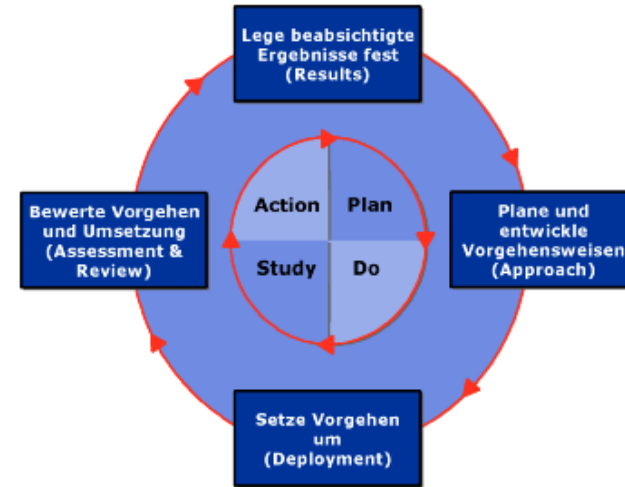 Lege beabsichtigte
Ergebnisse fest
(Results)
Bewerte Vorgehen
und Umsetzung
(Assessment &
Review)
Action
Plan
Study
Do
Plane und
entwickle
Vorgehensweisen
(Approach)
Setze Vorgehen
um
(Deployment)